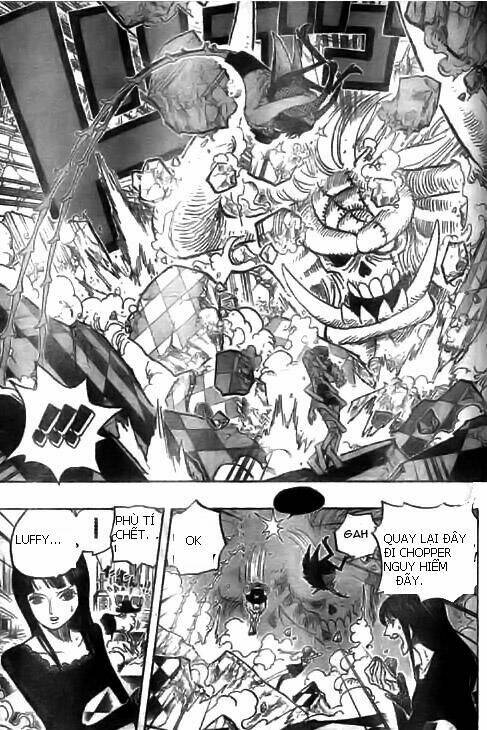 !!!
QUAY LẠI ĐÂY
ĐI CHOPPER
NGUY HIỂM
ĐÂY.
GAH
OK
PHÙ TÍ
CHẾT. .
!!
LUFFY...